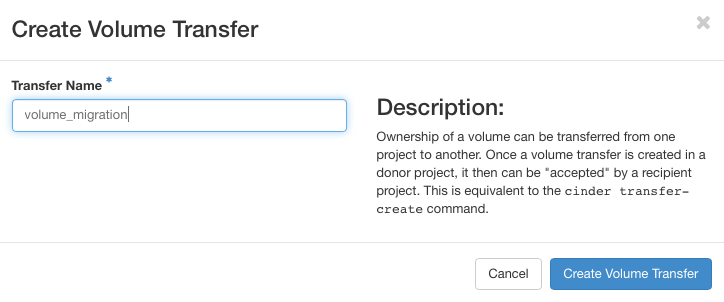 Create Volume Transfer
Transfer Name *
volume_migration
Description:
Ownership of a volume can be transferred from one
project to another. Once a volume transfer is created in a
donor project, it then can be "accepted" by a recipient
project. This is equivalent to the cinder transfer-
create command.
Cancel
Create Volume Transfer